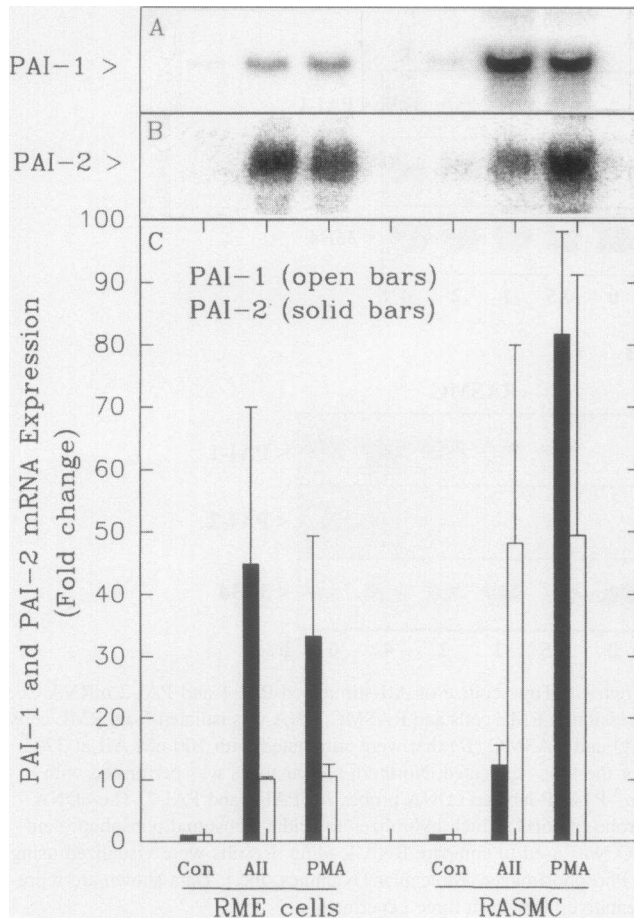 A
PAI-1 >
B
PAI-2 >
C
PAI-1 (open bars)
PAI-2 (solid bars)
PAI-1 and PAI-2 mRNA Expression
(Fold change)
100
90
80
70
60
50
40
30
20
10
0
Con AII PMA Con AII PMA
RME cells RASMC